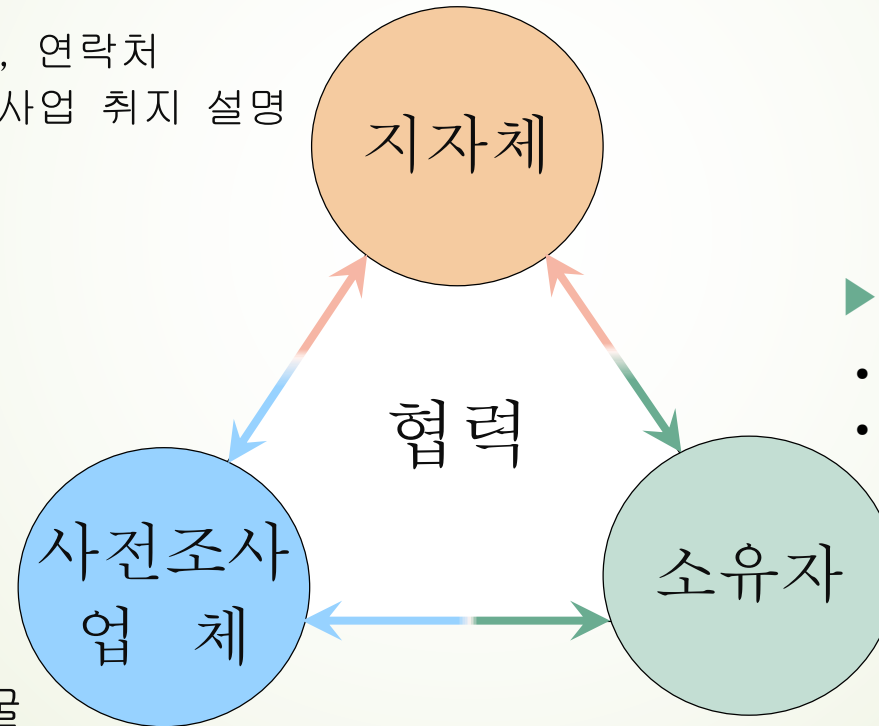 , 연락처
사업 취지 설명
지자체
협력
사전조사
업 체
소유자
굴